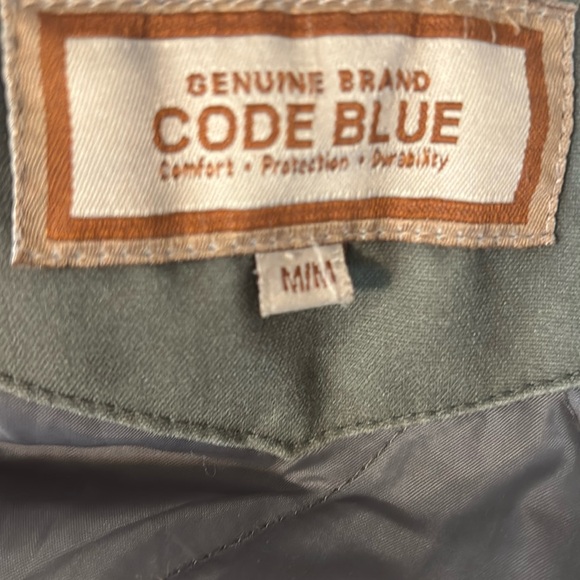 GENUINE BRAND
CODE BLUE
Comfort • Protection • Durability
M/M